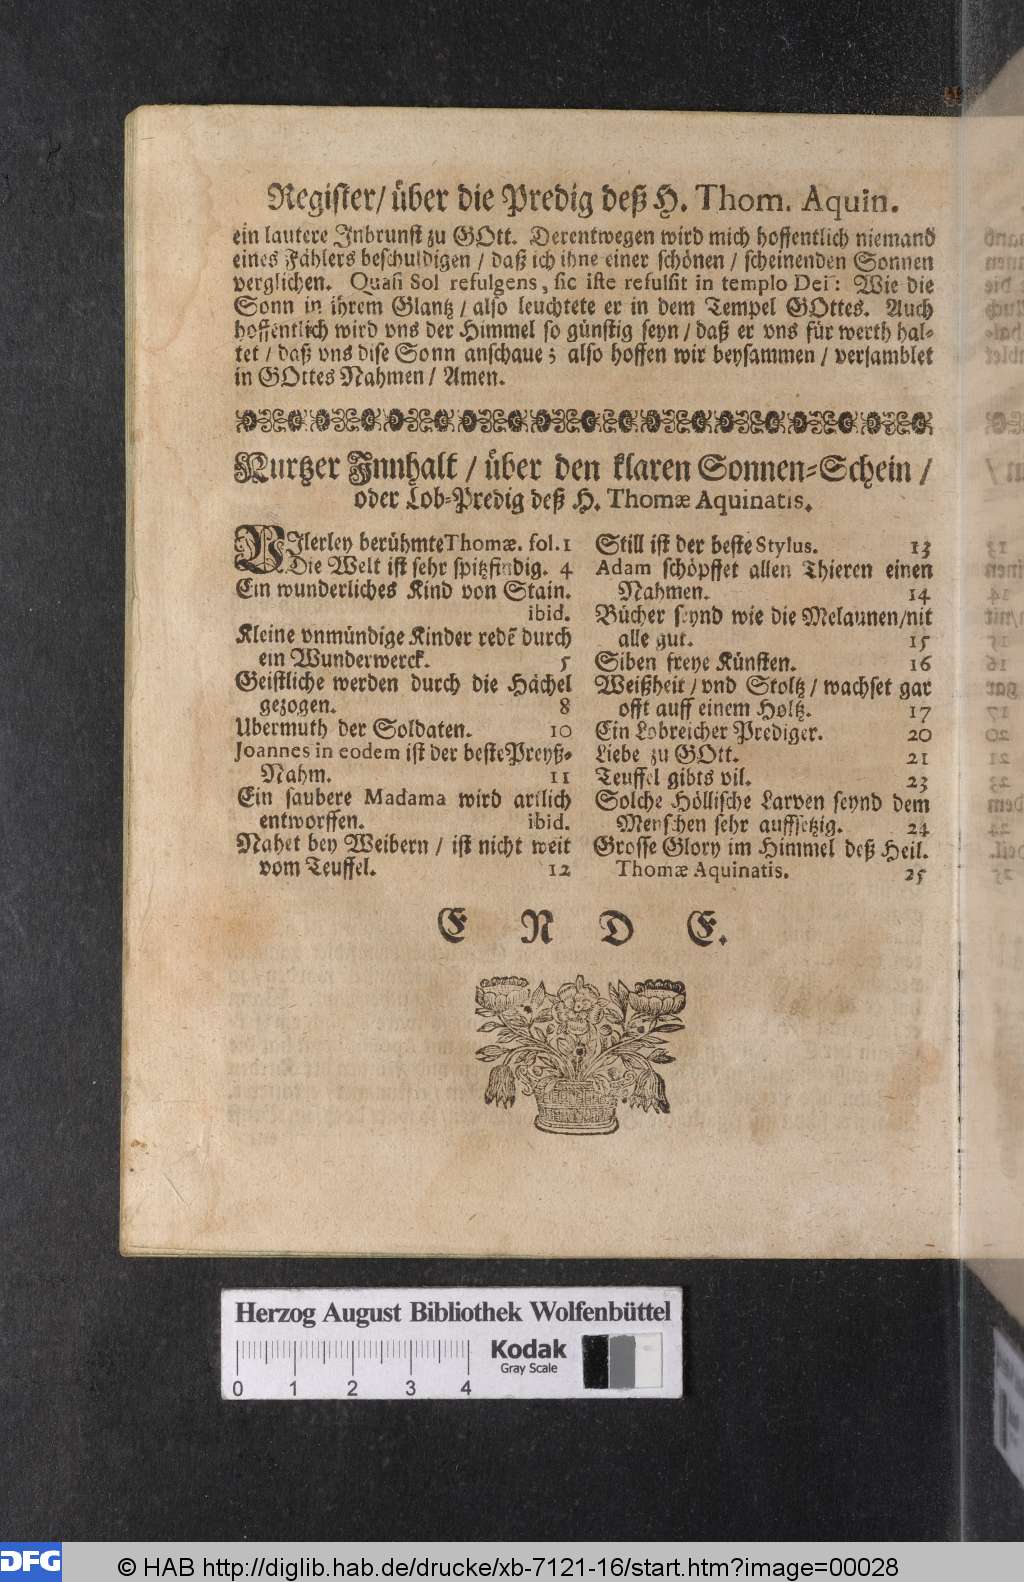 Register/ über die Predig deß H. Thom. Aquin.
ein lautere Inbrunst zu GOtt. Derentwegen wird mich hoffentlich niemand
eines Fählers beschuldigen / daß ich ihne einer schönen / scheinenden Sonnen
verglichen. Quasi Sol refulgens, sic iste refulsit in templo Dei: Wie die
Sonn in ihrem Glantz / also leuchtete er in dem Tempel GOttes. Auch
hoffentlich wird vns der Himmel so günstig seyn / daß er vns für werth hal-
tet / daß vns dise Sonn anschaue; also hoffen wir beysammen / versamblet
in GOttes Nahmen / Amen.
Kurtzer Innhalt / über den klaren Sonnen-Schein /
oder Lob-Predig deß H. Thomæ Aquinatis.
VIlerley berühmte Thomæ. fol. 1
Die Welt ist sehr spitzfindig. 4
Ein wunderliches Kind von Stain.
ibid.
Kleine vnmündige Kinder redē durch
ein Wunderwerck. 5
Geistliche werden durch die Hächel
gezogen. 8
Ubermuth der Soldaten. 10
Joannes in eodem ist der beste Preyß-
Nahm. 11
Ein saubere Madama wird artlich
entworffen. ibid.
Nahet bey Weibern / ist nicht weit
vom Teuffel. 12
Still ist der beste Stylus. 13
Adam schöpffet allen Thieren einen
Nahmen. 14
Bücher seynd wie die Melaunen/nit
alle gut. 15
Siben freye Künsten. 16
Weißheit / vnd Stoltz / wachset gar
offt auff einem Holtz. 17
Ein Lobreicher Prediger. 20
Liebe zu GOtt. 21
Teuffel gibts vil. 23
Solche Höllische Larven seynd dem
Menschen sehr auffsetzig. 24
Grosse Glory im Himmel deß Heil.
Thomæ Aquinatis. 25
E N D E.
Herzog August Bibliothek Wolfenbüttel
Kodak
Gray Scale
0 1 2 3 4
DFG
© HAB http://diglib.hab.de/drucke/xb-7121-16/start.htm?image=00028